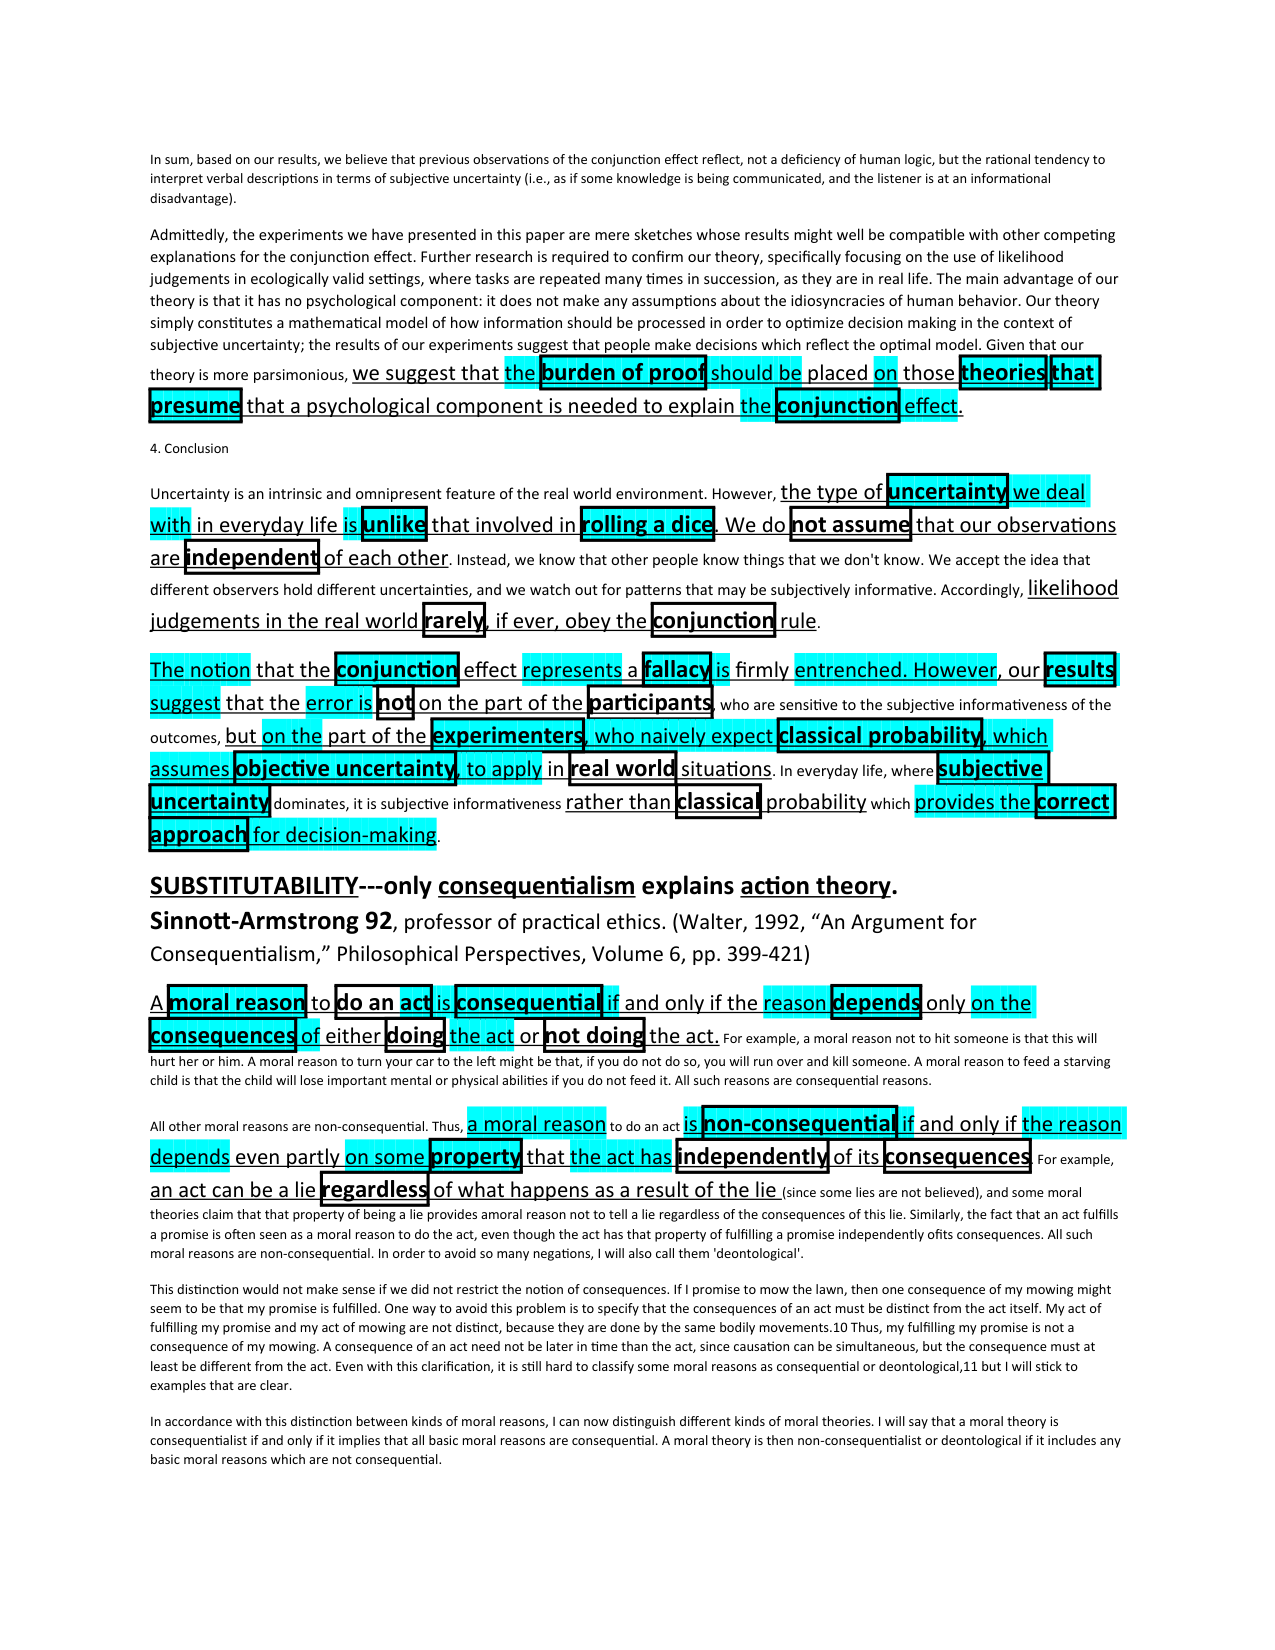 In sum, based on our results, we believe that previous observations of the conjunction effect reflect, not a deficiency of human logic, but the rational tendency to
interpret verbal descriptions in terms of subjective uncertainty (i.e., as if some knowledge is being communicated, and the listener is at an informational
disadvantage).
Admittedly, the experiments we have presented in this paper are mere sketches whose results might well be compatible with other competing
explanations for the conjunction effect. Further research is required to confirm our theory, specifically focusing on the use of likelihood
judgements in ecologically valid settings, where tasks are repeated many times in succession, as they are in real life. The main advantage of our
theory is that it has no psychological component: it does not make any assumptions about the idiosyncracies of human behavior. Our theory
simply constitutes a mathematical model of how information should be processed in order to optimize decision making in the context of
subjective uncertainty; the results of our experiments suggest that people make decisions which reflect the optimal model. Given that our
theory is more parsimonious, we suggest that the burden of proof should be placed on those theories that
presume that a psychological component is needed to explain the conjunction effect.
4. Conclusion
Uncertainty is an intrinsic and omnipresent feature of the real world environment. However, the type of uncertainty we deal
with in everyday life is unlike that involved in rolling a dice. We do not assume that our observations
are independent of each other. Instead, we know that other people know things that we don't know. We accept the idea that
different observers hold different uncertainties, and we watch out for patterns that may be subjectively informative. Accordingly, likelihood
judgements in the real world rarely, if ever, obey the conjunction rule.
The notion that the conjunction effect represents a fallacy is firmly entrenched. However, our results
suggest that the error is not on the part of the participants, who are sensitive to the subjective informativeness of the
outcomes, but on the part of the experimenters, who naively expect classical probability, which
assumes objective uncertainty, to apply in real world situations. In everyday life, where subjective
uncertainty dominates, it is subjective informativeness rather than classical probability which provides the correct
approach for decision-making.
SUBSTITUTABILITY---only consequentialism explains action theory.
Sinnott-Armstrong 92, professor of practical ethics. (Walter, 1992, “An Argument for
Consequentialism,” Philosophical Perspectives, Volume 6, pp. 399-421)
A moral reason to do an act is consequential if and only if the reason depends only on the
consequences of either doing the act or not doing the act. For example, a moral reason not to hit someone is that this will
hurt her or him. A moral reason to turn your car to the left might be that, if you do not do so, you will run over and kill someone. A moral reason to feed a starving
child is that the child will lose important mental or physical abilities if you do not feed it. All such reasons are consequential reasons.
All other moral reasons are non-consequential. Thus, a moral reason to do an act is non-consequential if and only if the reason
depends even partly on some property that the act has independently of its consequences. For example,
an act can be a lie regardless of what happens as a result of the lie (since some lies are not believed), and some moral
theories claim that that property of being a lie provides amoral reason not to tell a lie regardless of the consequences of this lie. Similarly, the fact that an act fulfills
a promise is often seen as a moral reason to do the act, even though the act has that property of fulfilling a promise independently ofits consequences. All such
moral reasons are non-consequential. In order to avoid so many negations, I will also call them 'deontological'.
This distinction would not make sense if we did not restrict the notion of consequences. If I promise to mow the lawn, then one consequence of my mowing might
seem to be that my promise is fulfilled. One way to avoid this problem is to specify that the consequences of an act must be distinct from the act itself. My act of
fulfilling my promise and my act of mowing are not distinct, because they are done by the same bodily movements.10 Thus, my fulfilling my promise is not a
consequence of my mowing. A consequence of an act need not be later in time than the act, since causation can be simultaneous, but the consequence must at
least be different from the act. Even with this clarification, it is still hard to classify some moral reasons as consequential or deontological,11 but I will stick to
examples that are clear.
In accordance with this distinction between kinds of moral reasons, I can now distinguish different kinds of moral theories. I will say that a moral theory is
consequentialist if and only if it implies that all basic moral reasons are consequential. A moral theory is then non-consequentialist or deontological if it includes any
basic moral reasons which are not consequential.